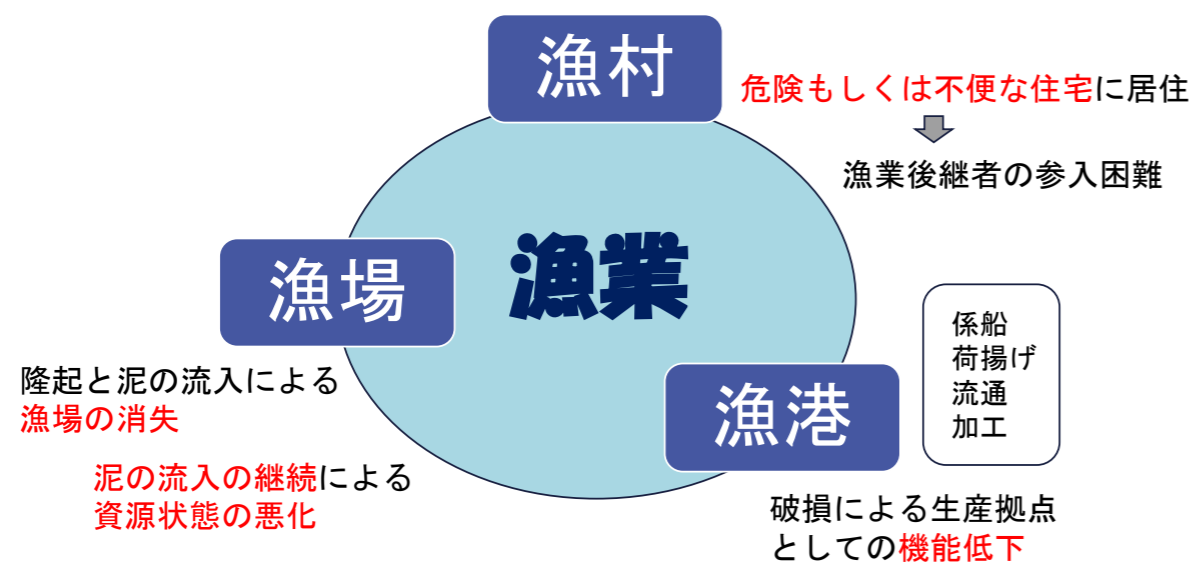 漁村
危険もしくは不便な住宅に居住
漁業後継者の参入困難
漁業
漁場
隆起と泥の流入による
漁場の消失
泥の流入の継続による
資源状態の悪化
漁港
係船
荷揚げ
流通
加工
破損による生産拠点
としての機能低下